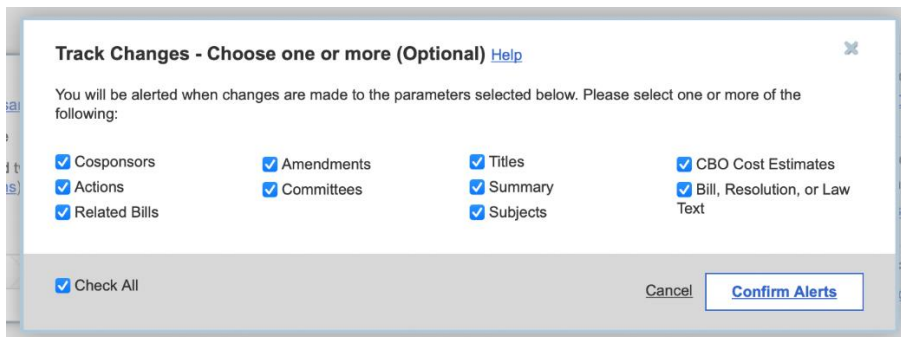 Track Changes - Choose one or more (Optional) Help
You will be alerted when changes are made to the parameters selected below. Please select one or more of the
following:
Cosponsors
Actions
Related Bills
Amendments
Committees
Titles
Summary
Subjects
CBO Cost Estimates
Bill, Resolution, or Law
Text
Check All
Cancel
Confirm Alerts